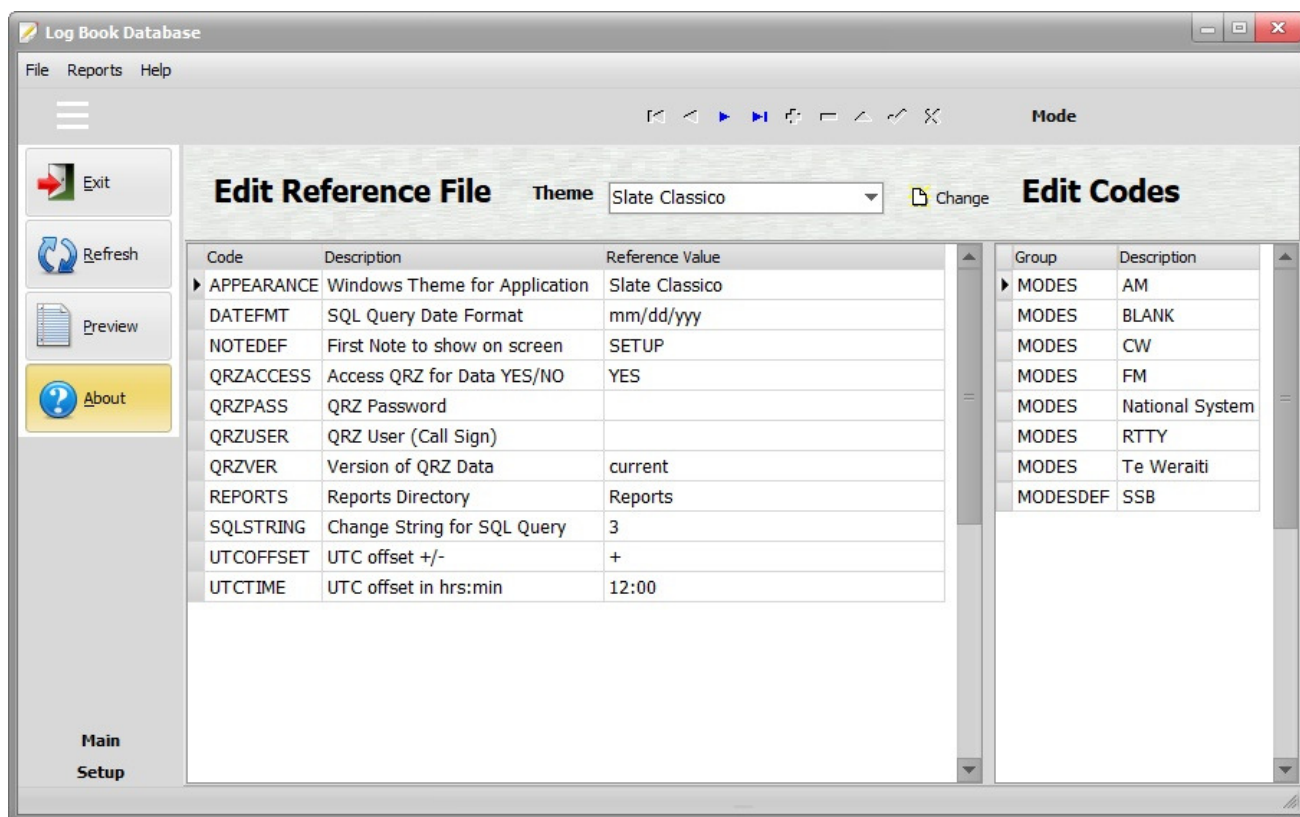 Log Book Database
File Reports Help
Mode
Exit
Refresh
Preview
About
Main
Setup
Edit Reference File Theme Slate Classico Change Edit Codes
Code Description Reference Value
APPEARANCE Windows Theme for Application Slate Classico
DATEFMT SQL Query Date Format mm/dd/yyy
NOTEDEF First Note to show on screen SETUP
QRZACCESS Access QRZ for Data YES/NO YES
QRZPASS QRZ Password
QRZUSER QRZ User (Call Sign)
QRZVER Version of QRZ Data current
REPORTS Reports Directory Reports
SQLSTRING Change String for SQL Query 3
UTCOFFSET UTC offset +/- +
UTCTIME UTC offset in hrs:min 12:00
Group Description
MODES AM
MODES BLANK
MODES CW
MODES FM
MODES National System
MODES RTTY
MODES Te Weraiti
MODESDEF SSB